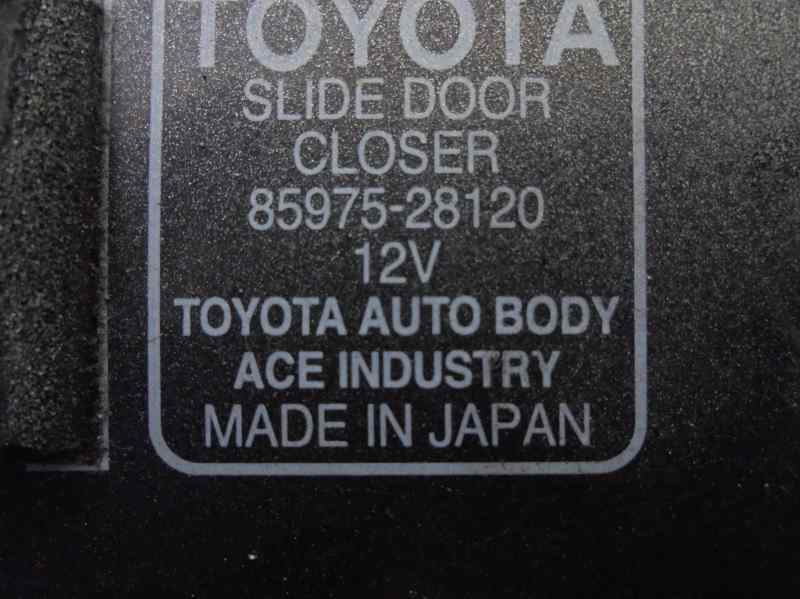 TOYOTA
SLIDE DOOR
CLOSER
85975-28120
12V
TOYOTA AUTO BODY
ACE INDUSTRY
MADE IN JAPAN